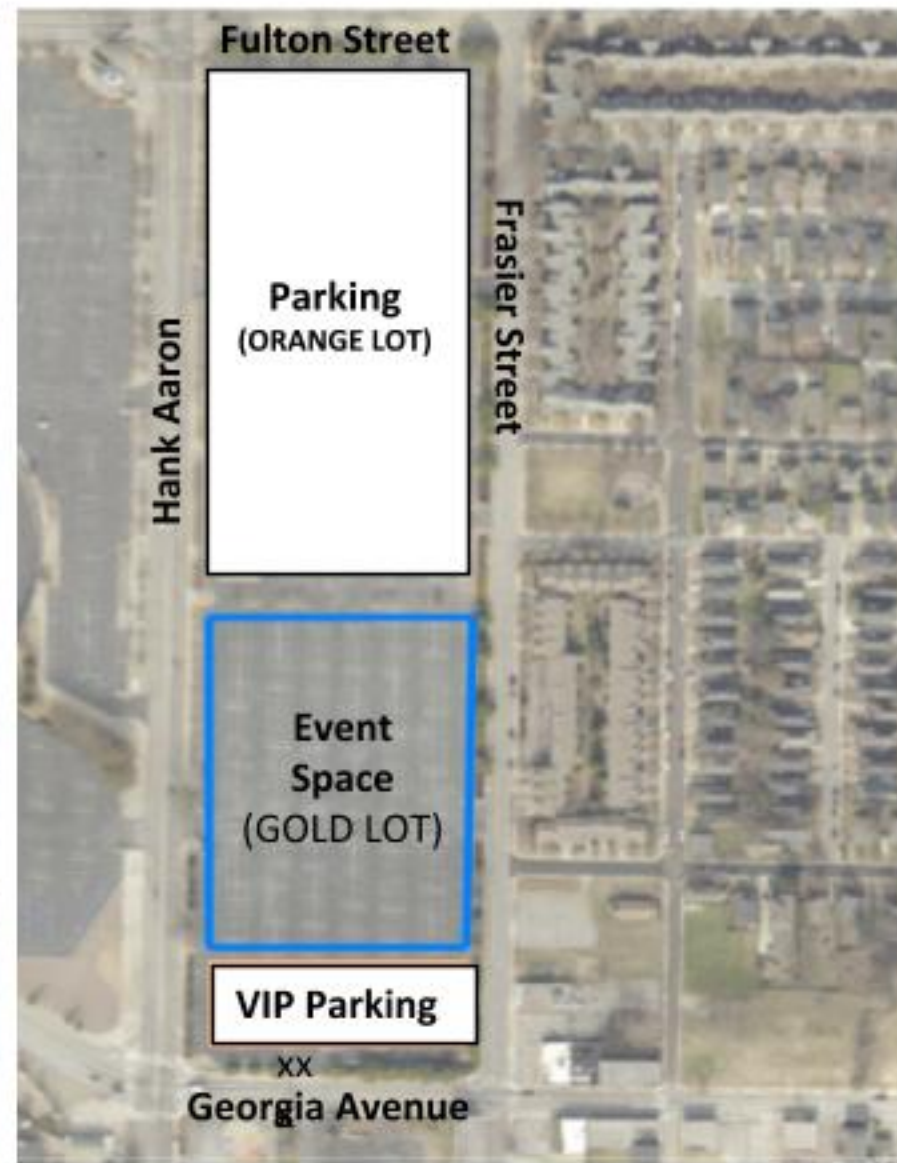 Fulton Street
Parking
(ORANGE LOT)
Frasier Street
Hank Aaron
Event
Space
(GOLD LOT)
VIP Parking
xx
Georgia Avenue